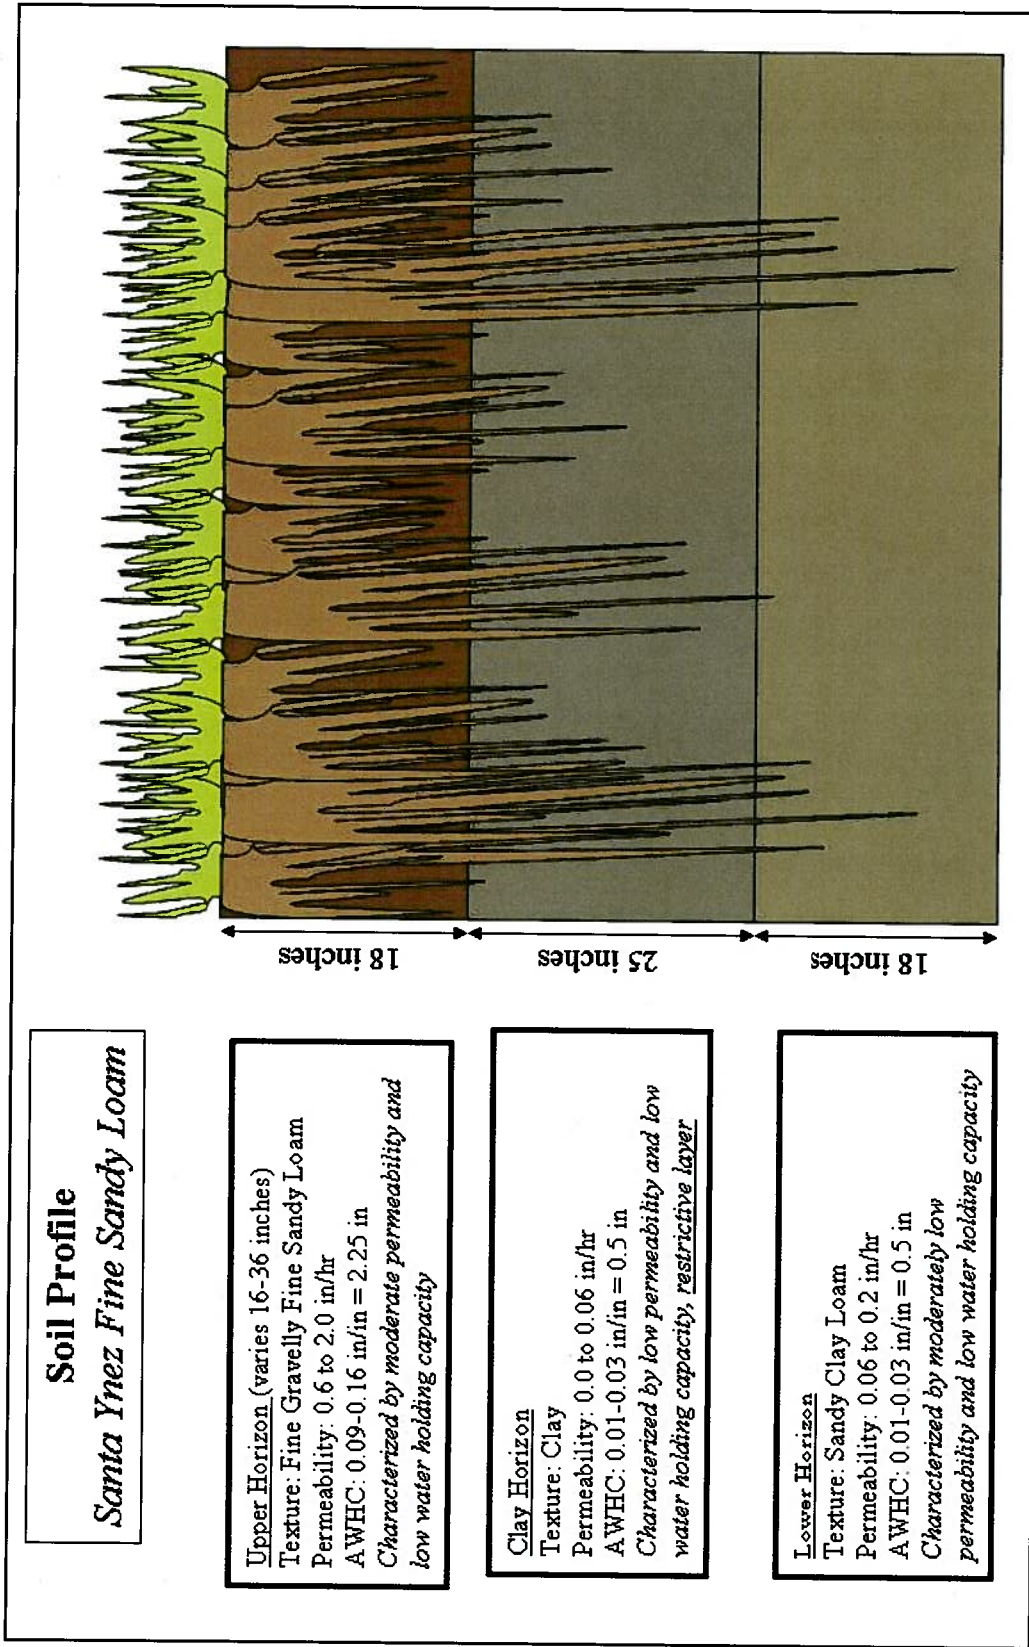 Soil Profile
Santa Ynez Fine Sandy Loam
Upper Horizon (varies 16-36 inches)
Texture: Fine Gravelly Fine Sandy Loam
Permeability: 0.6 to 2.0 in/hr
AWHC: 0.09-0.16 in/in = 2.25 in
Characterized by moderate permeability and
low water holding capacity
18 inches
Clay Horizon
Texture: Clay
Permeability: 0.0 to 0.06 in/hr
AWHC: 0.01-0.03 in/in = 0.5 in
Characterized by low permeability and low
water holding capacity, restrictive layer
25 inches
Lower Horizon
Texture: Sandy Clay Loam
Permeability: 0.06 to 0.2 in/hr
AWHC: 0.01-0.03 in/in = 0.5 in
Characterized by moderately low
permeability and low water holding capacity
18 inches